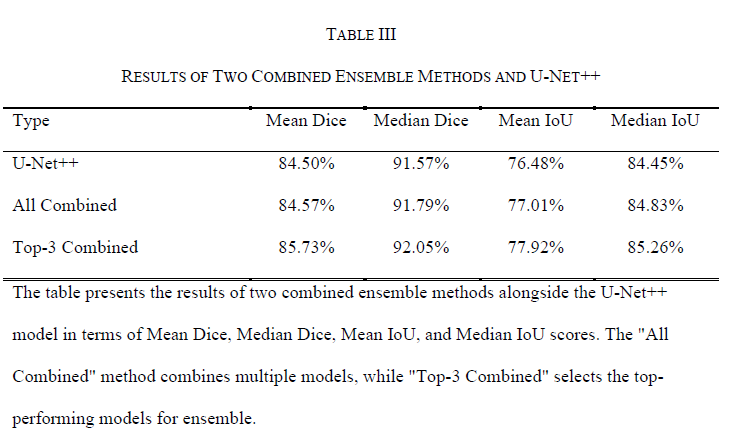 TABLE III
RESULTS OF TWO COMBINED ENSEMBLE METHODS AND U-NET++
Type Mean Dice Median Dice Mean IoU Median IoU
U-Net++ 84.50% 91.57% 76.48% 84.45%
All Combined 84.57% 91.79% 77.01% 84.83%
Top-3 Combined 85.73% 92.05% 77.92% 85.26%
The table presents the results of two combined ensemble methods alongside the U-Net++
model in terms of Mean Dice, Median Dice, Mean IoU, and Median IoU scores. The "All
Combined" method combines multiple models, while "Top-3 Combined" selects the top-
performing models for ensemble.